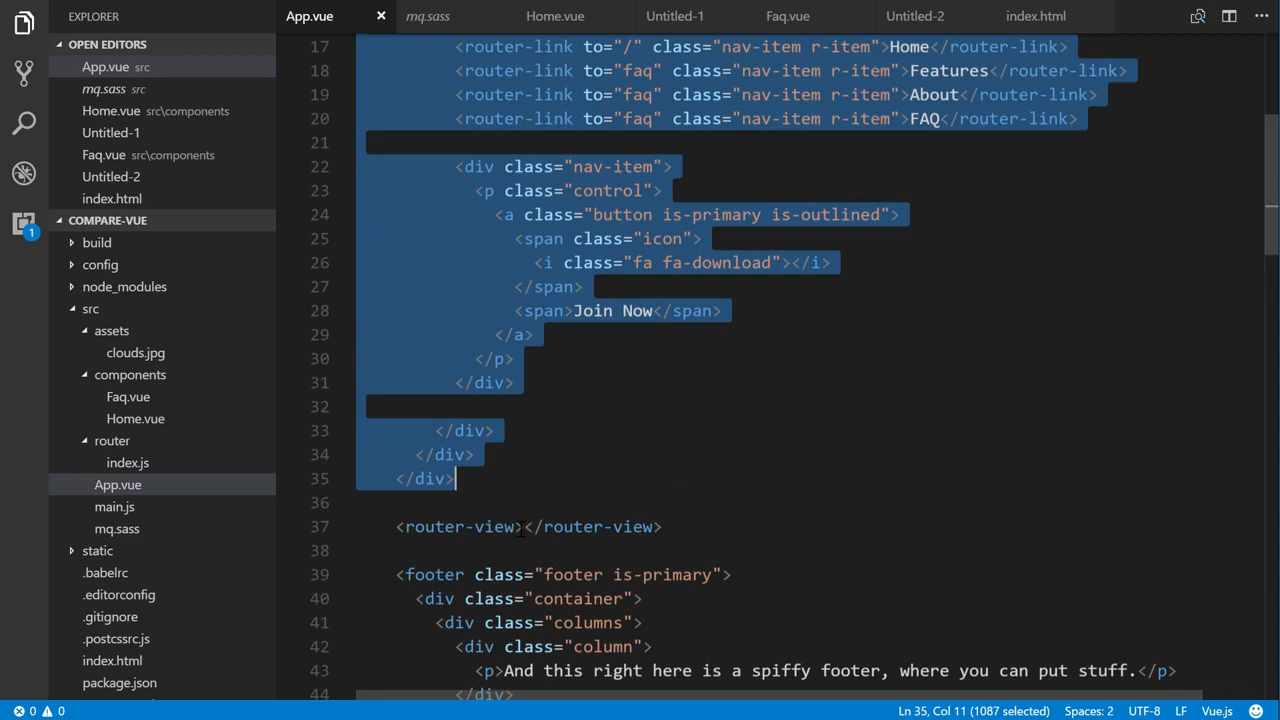 EXPLORER
App.vue
mq.sass
Home.vue
Untitled-1
Faq.vue
Untitled-2
index.html
OPEN EDITORS
App.vue src
mq.sass src
Home.vue src\components
Untitled-1
Faq.vue src\components
Untitled-2
index.html
COMPARE-VUE
build
config
node_modules
src
assets
clouds.jpg
components
Faq.vue
Home.vue
router
index.js
App.vue
main.js
mq.sass
static
.babelrc
.editorconfig
.gitignore
.postcssrc.js
index.html
package.json
1
17 <router-link to="/" class="nav-item r-item">Home</router-link>
18 <router-link to="faq" class="nav-item r-item">Features</router-link>
19 <router-link to="faq" class="nav-item r-item">About</router-link>
20 <router-link to="faq" class="nav-item r-item">FAQ</router-link>
21
22 <div class="nav-item">
23 <p class="control">
24 <a class="button is-primary is-outlined">
25 <span class="icon">
26 <i class="fa fa-download"></i>
27 </span>
28 <span>Join Now</span>
29 </a>
30 </p>
31 </div>
32
33 </div>
34 </div>
35 </div>
36
37 <router-view></router-view>
38
39 <footer class="footer is-primary">
40 <div class="container">
41 <div class="columns">
42 <div class="column">
43 <p>And this right here is a spiffy footer, where you can put stuff.</p>
44 </div>
0 0
Ln 35, Col 11 (1087 selected)
Spaces: 2
UTF-8
LF
Vue.js